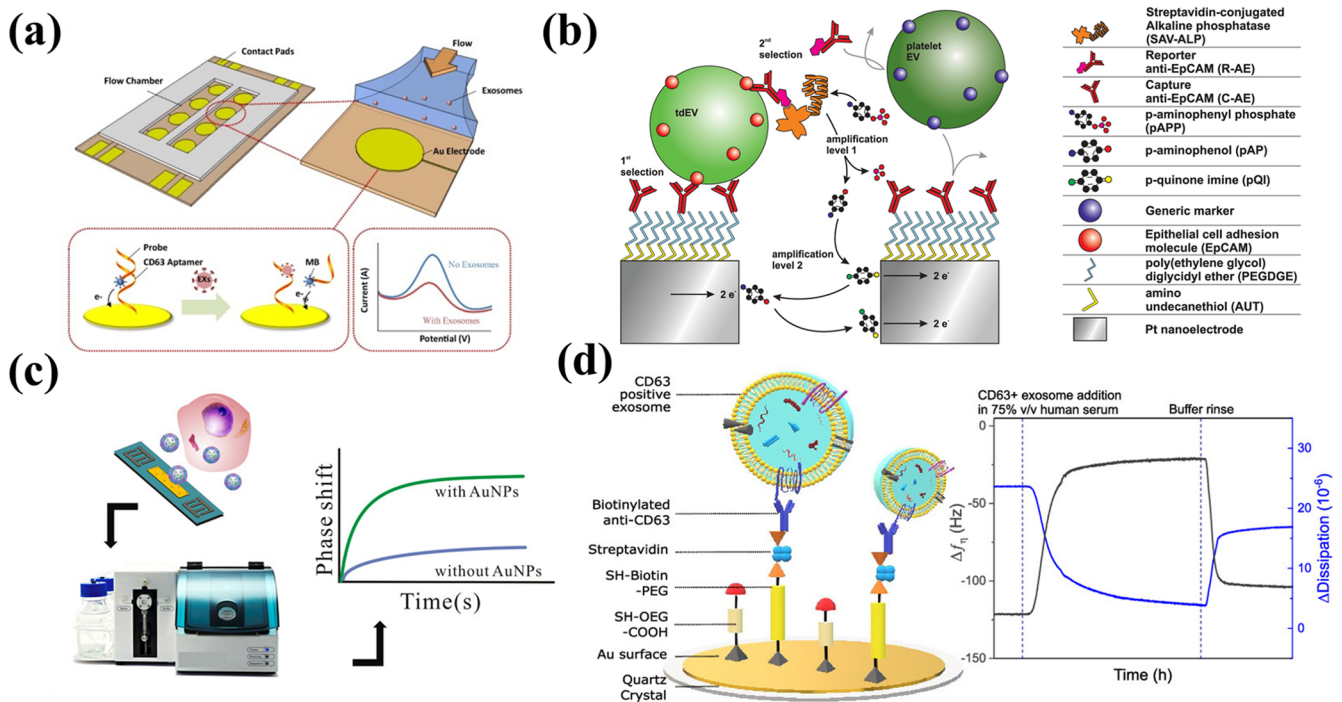 (a)
Contact Pads
Flow Chamber
Flow
Exosomes
Au Electrode
Probe
CD63 Aptamer
MB
EXs
e-
e-
Current (A)
No Exosomes
With Exosomes
Potential (V)
(b)
2nd
selection
platelet
EV
tdEV
amplification
level 1
1st
selection
amplification
level 2
2 e-
2 e-
2 e-
Streptavidin-conjugated
Alkaline phosphatase
(SAV-ALP)
Reporter
anti-EpCAM (R-AE)
Capture
anti-EpCAM (C-AE)
p-aminophenyl phosphate
(pAPP)
p-aminophenol (pAP)
p-quinone imine (pQI)
Generic marker
Epithelial cell adhesion
molecule (EpCAM)
poly(ethylene glycol)
diglycidyl ether (PEGDGE)
amino
undecanethiol (AUT)
Pt nanoelectrode
(c)
Phase shift
with AuNPs
without AuNPs
Time(s)
(d)
CD63
positive
exosome
Biotinylated
anti-CD63
Streptavidin
SH-Biotin
-PEG
SH-OEG
-COOH
Au surface
Quartz
Crystal
CD63+ exosome addition
in 75% v/v human serum
Buffer rinse
0
-50
-100
-150
Δfη (Hz)
30
20
10
0
ΔDissipation (10-6)
Time (h)